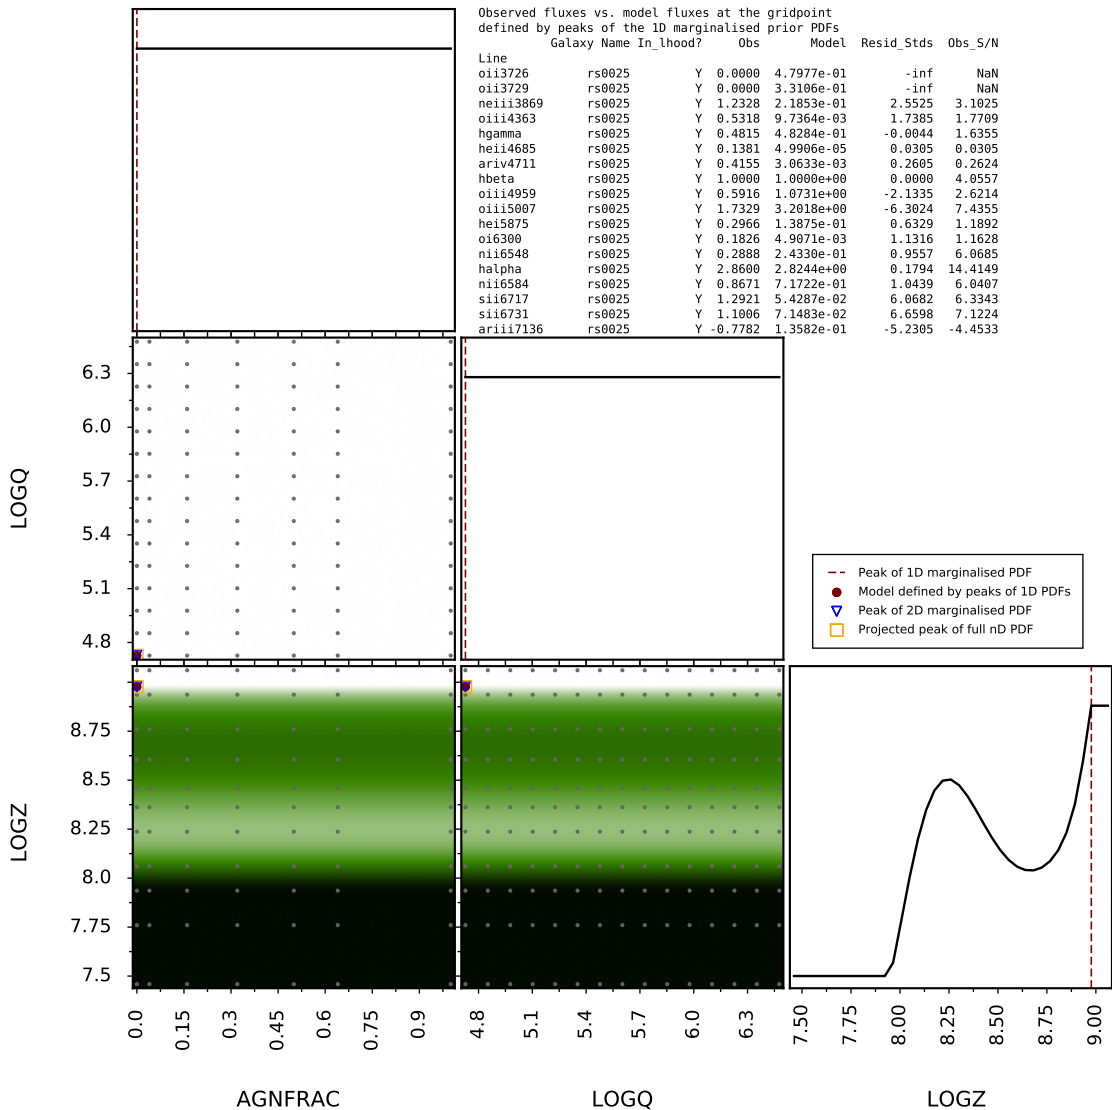 Observed fluxes vs. model fluxes at the gridpoint
defined by peaks of the 1D marginalised prior PDFs
Galaxy Name In_lhood? Obs Model Resid_Stds Obs_S/N
Line
oii3726 rs0025 Y 0.0000 4.7977e-01 -inf NaN
oii3729 rs0025 Y 0.0000 3.3106e-01 -inf NaN
neiii3869 rs0025 Y 1.2328 2.1853e-01 2.5525 3.1025
oiii4363 rs0025 Y 0.5318 9.7364e-03 1.7385 1.7709
hgamma rs0025 Y 0.4815 4.8284e-01 -0.0044 1.6355
heii4685 rs0025 Y 0.1381 4.9906e-05 0.0305 0.0305
ariv4711 rs0025 Y 0.4155 3.0633e-03 0.2605 0.2624
hbeta rs0025 Y 1.0000 1.0000e+00 0.0000 4.0557
oiii4959 rs0025 Y 0.5916 1.0731e+00 -2.1335 2.6214
oiii5007 rs0025 Y 1.7329 3.2018e+00 -6.3024 7.4355
hei5875 rs0025 Y 0.2966 1.3875e-01 0.6329 1.1892
oi6300 rs0025 Y 0.1826 4.9071e-03 1.1316 1.1628
nii6548 rs0025 Y 0.2888 2.4330e-01 0.9557 6.0685
halpha rs0025 Y 2.8600 2.8244e+00 0.1794 14.4149
nii6584 rs0025 Y 0.8671 7.1722e-01 1.0439 6.0407
sii6717 rs0025 Y 1.2921 5.4287e-02 6.0682 6.3343
sii6731 rs0025 Y 1.1006 7.1483e-02 6.6598 7.1224
ariii7136 rs0025 Y -0.7782 1.3582e-01 -5.2305 -4.4533
6.3
6.0
5.7
5.4
5.1
4.8
LOGQ
Peak of 1D marginalised PDF
Model defined by peaks of 1D PDFs
Peak of 2D marginalised PDF
Projected peak of full nD PDF
8.75
8.5
8.25
8.0
7.75
7.5
LOGZ
0.0 0.15 0.3 0.45 0.6 0.75 0.9
4.8 5.1 5.4 5.7 6.0 6.3
7.50 7.75 8.00 8.25 8.50 8.75 9.00
AGNFRAC LOGQ LOGZ